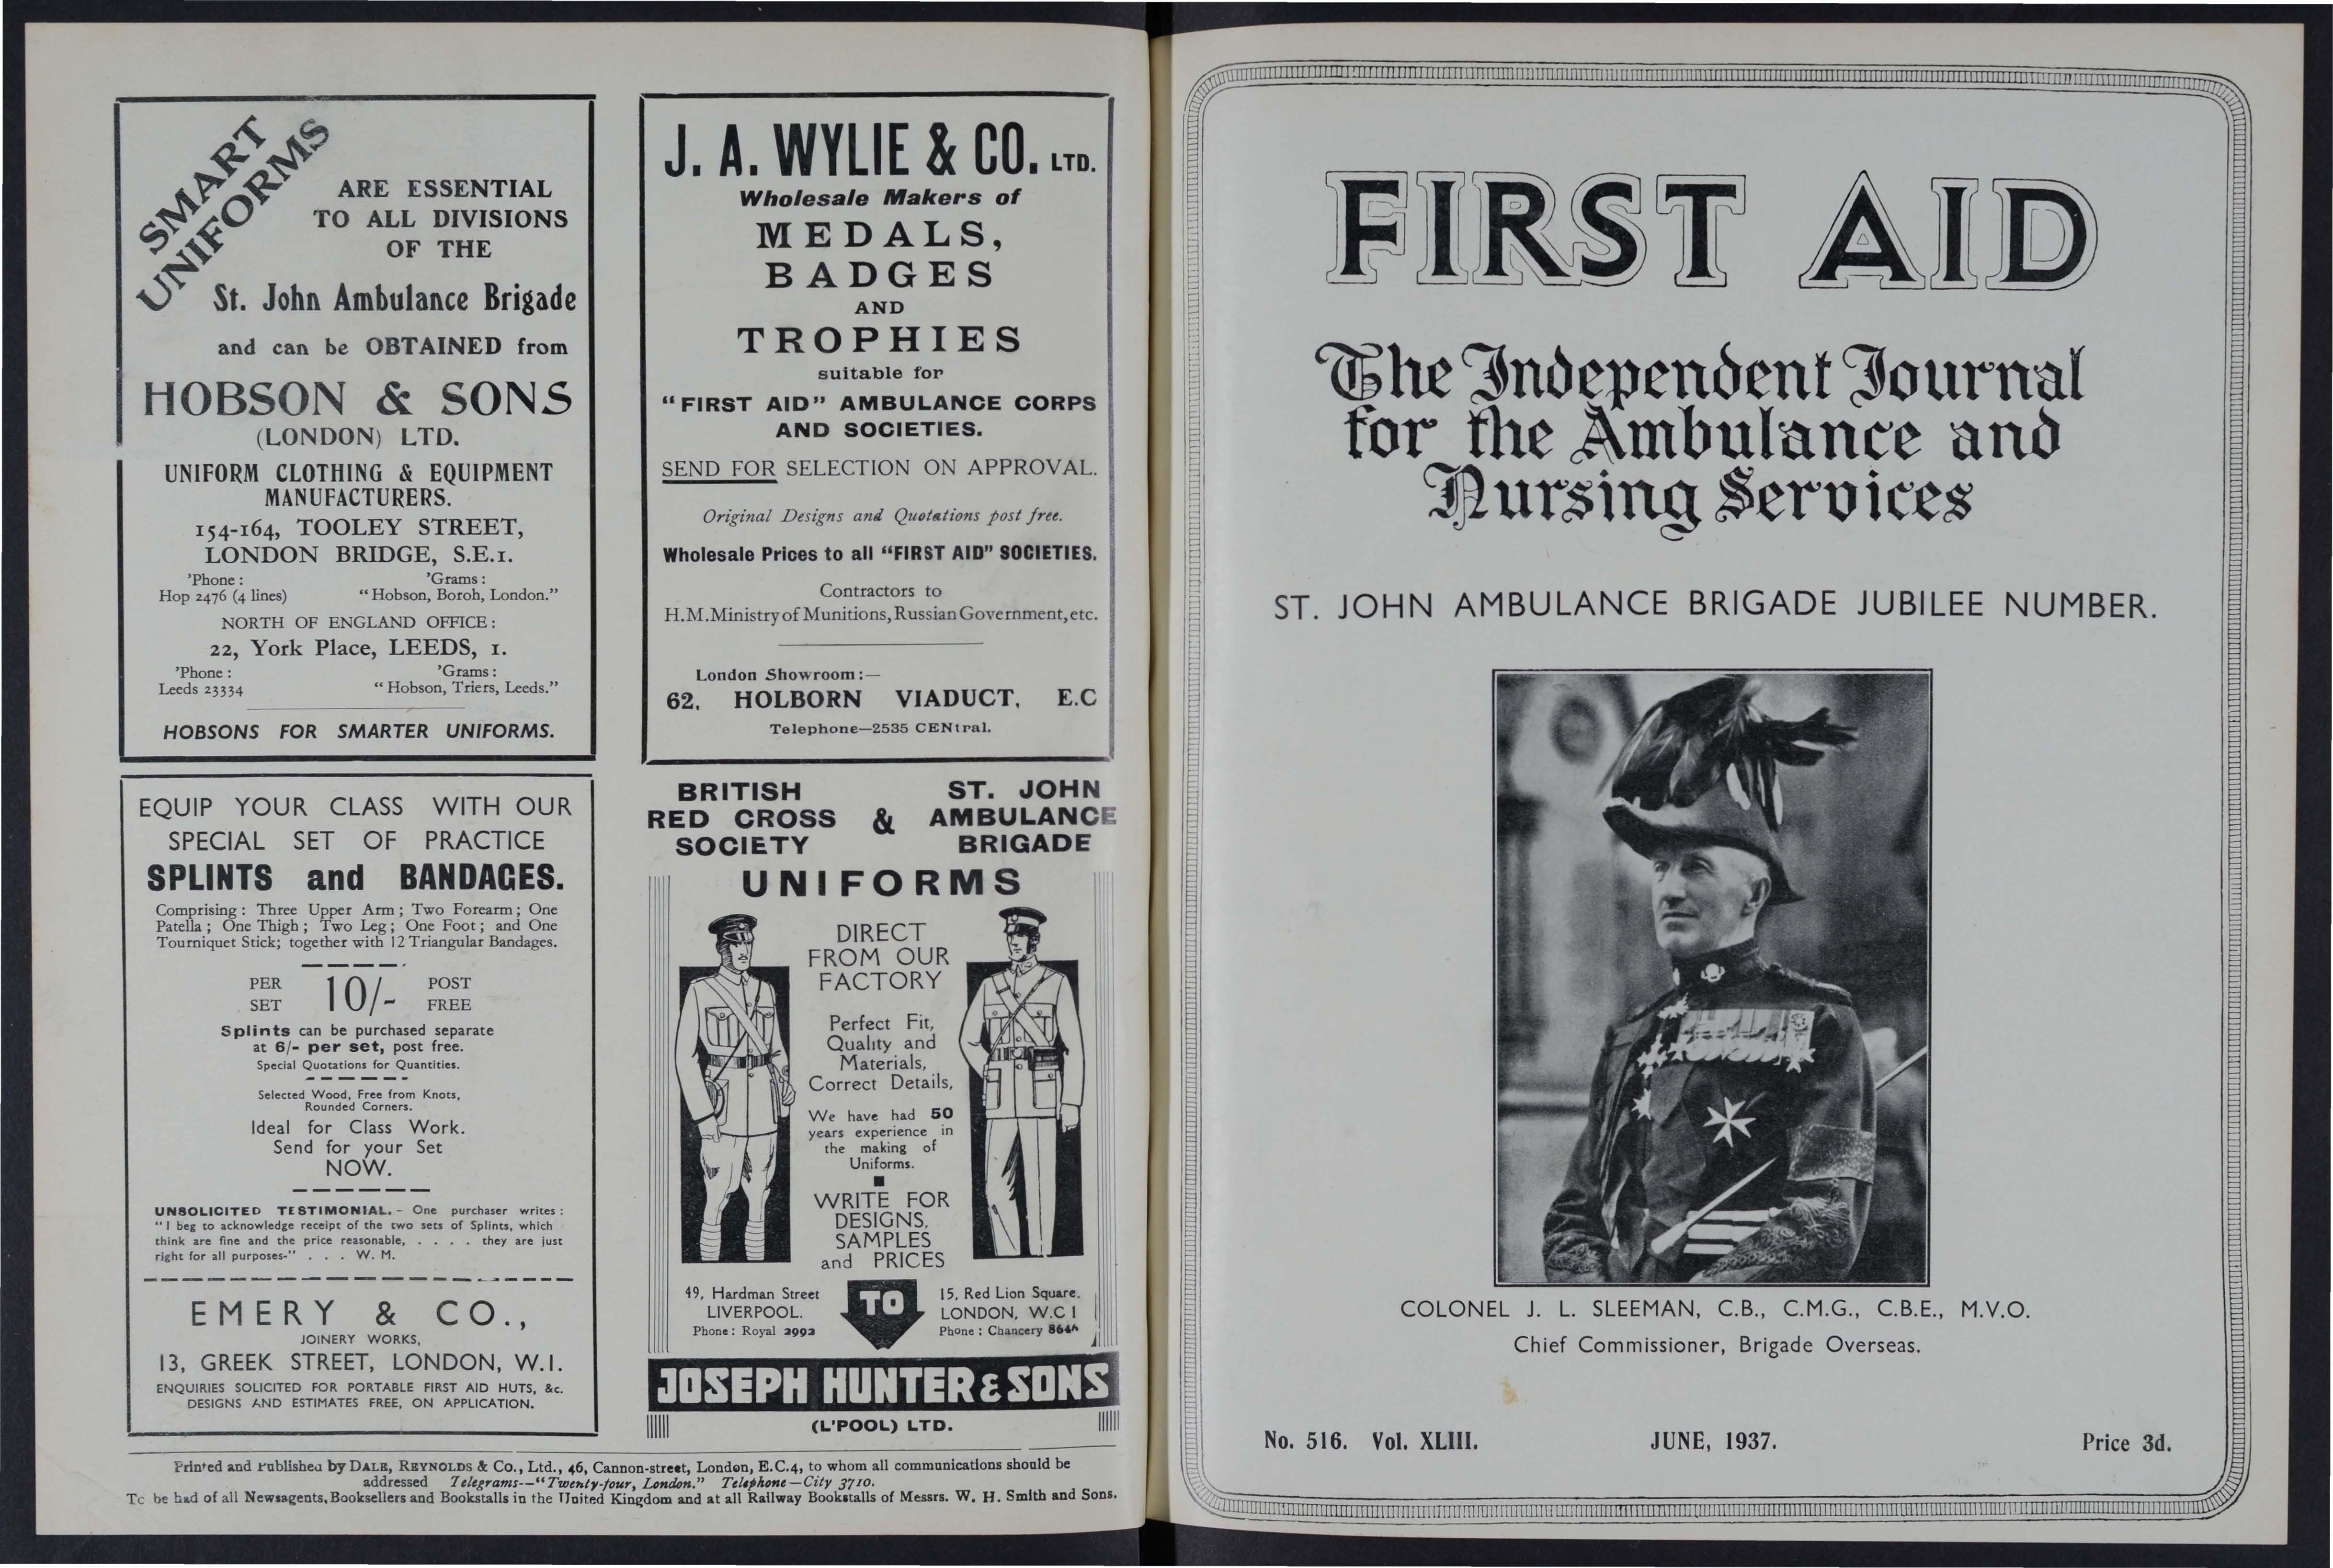 SMART
UNIFORMS
ARE ESSENTIAL
TO ALL DIVISIONS
OF THE
St. John Ambulance Brigade
and can be OBTAINED from
HOBSON & SONS
(LONDON) LTD.
UNIFORM CLOTHING & EQUIPMENT
MANUFACTURERS.
154-164, TOOLEY STREET,
LONDON BRIDGE, S.E.1.
'Phone : 'Grams :
Hop 2476 (4 lines) "Hobson, Boroh, London."
NORTH OF ENGLAND OFFICE :
22, York Place, LEEDS, 1.
'Phone : 'Grams :
Leeds 23334 "Hobson, Triers, Leeds."
HOBSONS FOR SMARTER UNIFORMS.
EQUIP YOUR CLASS WITH OUR
SPECIAL SET OF PRACTICE
SPLINTS and BANDAGES.
Comprising : Three Upper Arm ; Two Forearm ; One
Patella ; One Thigh ; Two Leg ; One Foot ; and One
Tourniquet Stick; together with 12 Triangular Bandages.
PER SET 10/- POST FREE
Splints can be purchased separate
at 6/- per set, post free.
Special Quotations for Quantities.
Selected Wood, Free from Knots,
Rounded Corners.
Ideal for Class Work.
Send for your Set
NOW.
UNSOLICITED TESTIMONIAL. - One purchaser writes :
"I beg to acknowledge receipt of the two sets of Splints, which
think are fine and the price reasonable, . . . . they are just
right for all purposes-" . . . W. M.
EMERY & CO.,
JOINERY WORKS,
13, GREEK STREET, LONDON, W.1.
ENQUIRIES SOLICITED FOR PORTABLE FIRST AID HUTS, &c.
DESIGNS AND ESTIMATES FREE, ON APPLICATION.
J. A. WYLIE & CO. LTD.
Wholesale Makers of
MEDALS,
BADGES
AND
TROPHIES
suitable for
"FIRST AID" AMBULANCE CORPS
AND SOCIETIES.
SEND FOR SELECTION ON APPROVAL.
Original Designs and Quotations post free.
Wholesale Prices to all "FIRST AID" SOCIETIES.
Contractors to
H.M. Ministry of Munitions, Russian Government, etc.
London Showroom :—
62, HOLBORN VIADUCT, E.C
Telephone—2535 CENtral.
BRITISH RED CROSS SOCIETY & ST. JOHN AMBULANCE BRIGADE
UNIFORMS
DIRECT
FROM OUR
FACTORY
Perfect Fit,
Quality and
Materials,
Correct Details,
We have had 50
years experience in
the making of
Uniforms.
WRITE FOR
DESIGNS,
SAMPLES
and PRICES
TO
49, Hardman Street
LIVERPOOL.
Phone : Royal 2992
15, Red Lion Square.
LONDON, W.C 1
Phone : Chancery
JOSEPH HUNTER & SONS
(L'POOL) LTD.
Printed and Published by DALE, REYNOLDS & Co., Ltd., 46, Cannon-street, London, E.C.4, to whom all communications should be
addressed Telegrams--"Twenty-four, London." Telephone—City 3710.
To be had of all Newsagents, Booksellers and Bookstalls in the United Kingdom and at all Railway Bookstalls of Messrs. W. H. Smith and Sons.
FIRST AID
The Independent Journal
for the Ambulance and
Nursing Services
ST. JOHN AMBULANCE BRIGADE JUBILEE NUMBER.
COLONEL J. L. SLEEMAN, C.B., C.M.G., C.B.E., M.V.O.
Chief Commissioner, Brigade Overseas.
No. 516. Vol. XLIII. JUNE, 1937. Price 3d.